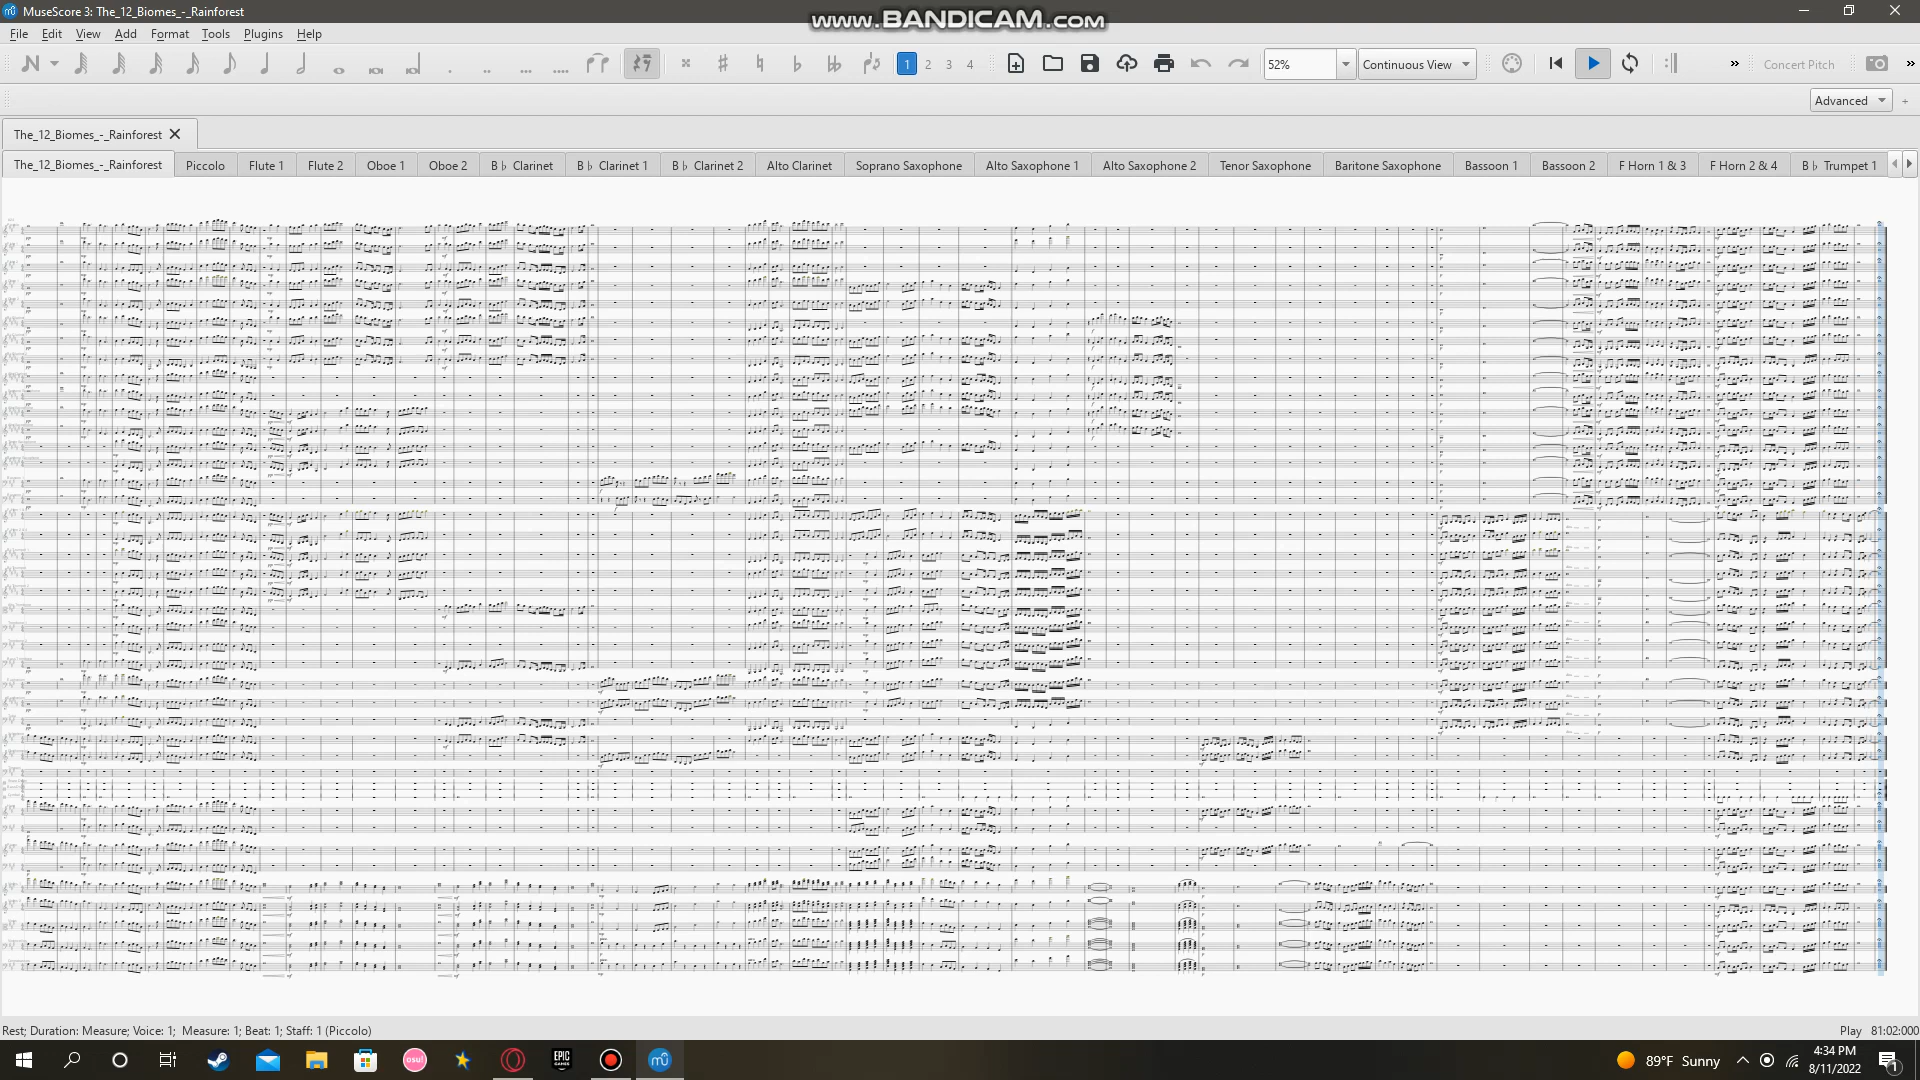 MuseScore 3: The_12_Biomes_-_Rainforest
www.BANDICAM.com
File Edit View Add Format Tools Plugins Help
1 2 3 4 52% Continuous View » Concert Pitch »
Advanced +
The_12_Biomes_-_Rainforest
The_12_Biomes_-_Rainforest Piccolo Flute 1 Flute 2 Oboe 1 Oboe 2 B♭ Clarinet B♭ Clarinet 1 B♭ Clarinet 2 Alto Clarinet Soprano Saxophone Alto Saxophone 1 Alto Saxophone 2 Tenor Saxophone Baritone Saxophone Bassoon 1 Bassoon 2 F Horn 1 & 3 F Horn 2 & 4 B♭ Trumpet 1
Rest; Duration: Measure; Voice: 1; Measure: 1; Beat: 1; Staff: 1 (Piccolo) Play 81:02:000
osu! EPIC GAMES 89°F Sunny 4:34 PM
8/11/2022 1